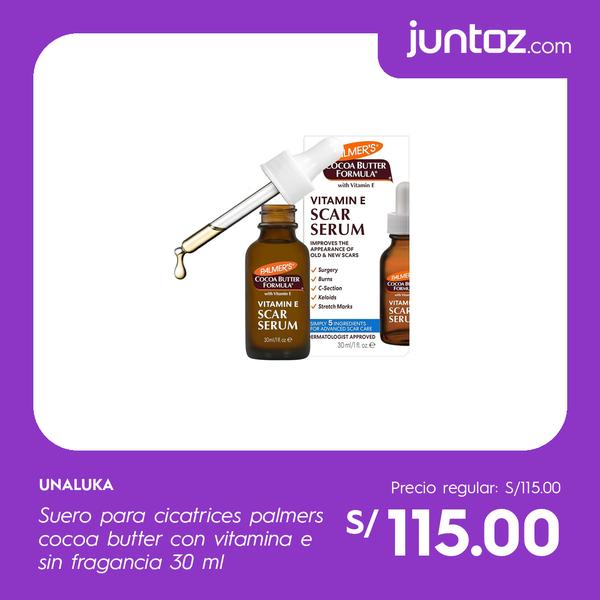 juntoz.com
PALMER'S®
COCOA BUTTER
FORMULA®
with Vitamin E
VITAMIN E
SCAR
SERUM
IMPROVES THE
APPEARANCE OF
OLD & NEW SCARS
✓ Surgery
✓ Burns
✓ C-Section
✓ Keloids
✓ Stretch Marks
SIMPLY 5 INGREDIENTS
FOR ADVANCED SCAR CARE
DERMATOLOGIST APPROVED
30 ml/1 fl. oz. ℮
PALMER'S
COCOA BUTTER
FORMULA®
with Vitamin E
VITAMIN E
SCAR
SERUM
30ml/1 fl. oz ℮
UNALUKA
Suero para cicatrices palmers
cocoa butter con vitamina e
sin fragancia 30 ml
Precio regular: S/115.00
S/ 115.00